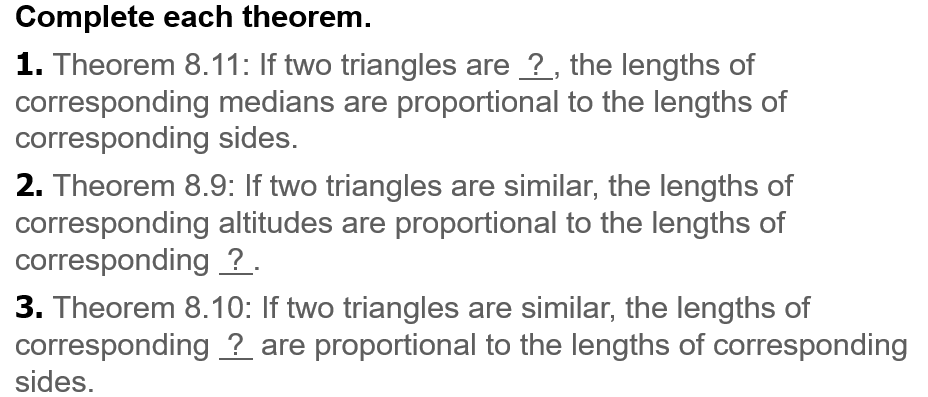 Complete each theorem.
1. Theorem 8.11: If two triangles are ?, the lengths of
corresponding medians are proportional to the lengths of
corresponding sides.
2. Theorem 8.9: If two triangles are similar, the lengths of
corresponding altitudes are proportional to the lengths of
corresponding ?.
3. Theorem 8.10: If two triangles are similar, the lengths of
corresponding ? are proportional to the lengths of corresponding
sides.